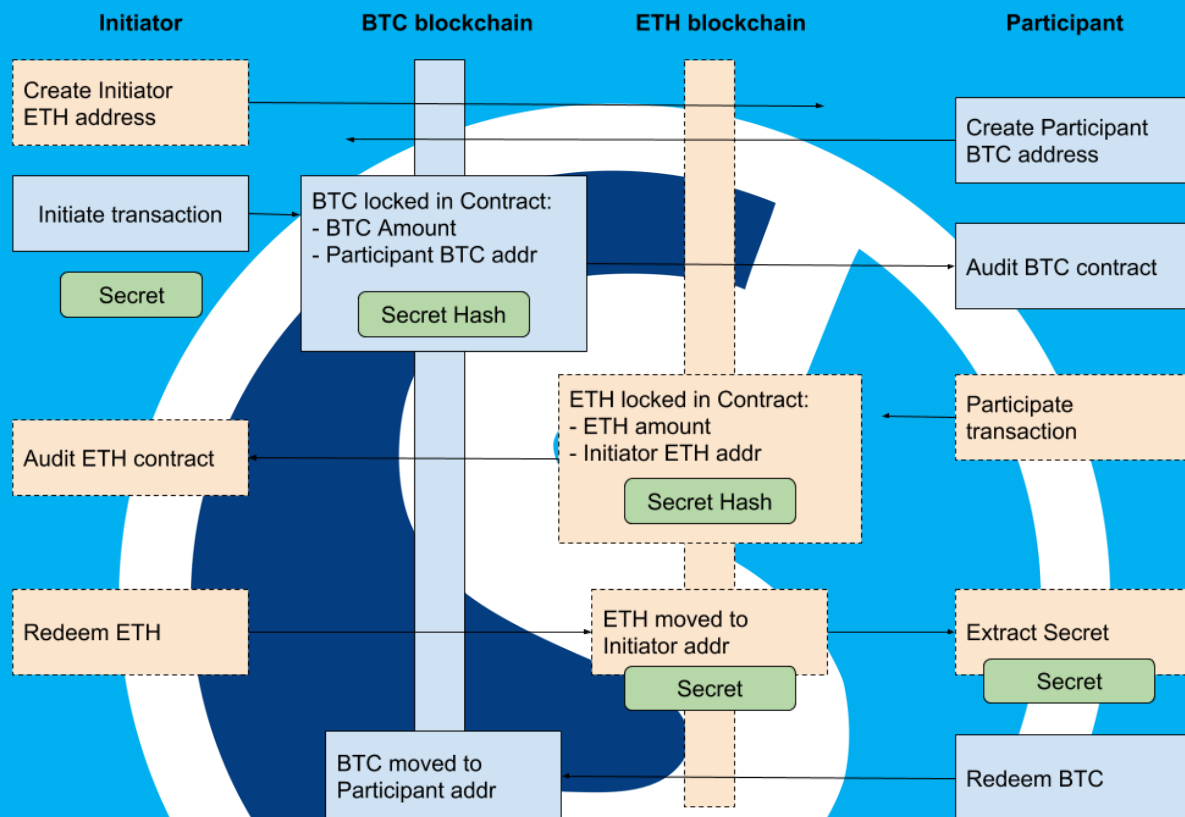 Initiator
BTC blockchain
ETH blockchain
Participant
Create Initiator
ETH address
Create Participant
BTC address
Initiate transaction
Secret
BTC locked in Contract:
- BTC Amount
- Participant BTC addr
Secret Hash
Audit BTC contract
ETH locked in Contract:
- ETH amount
- Initiator ETH addr
Secret Hash
Participate
transaction
Audit ETH contract
Redeem ETH
ETH moved to
Initiator addr
Secret
Extract Secret
Secret
BTC moved to
Participant addr
Redeem BTC